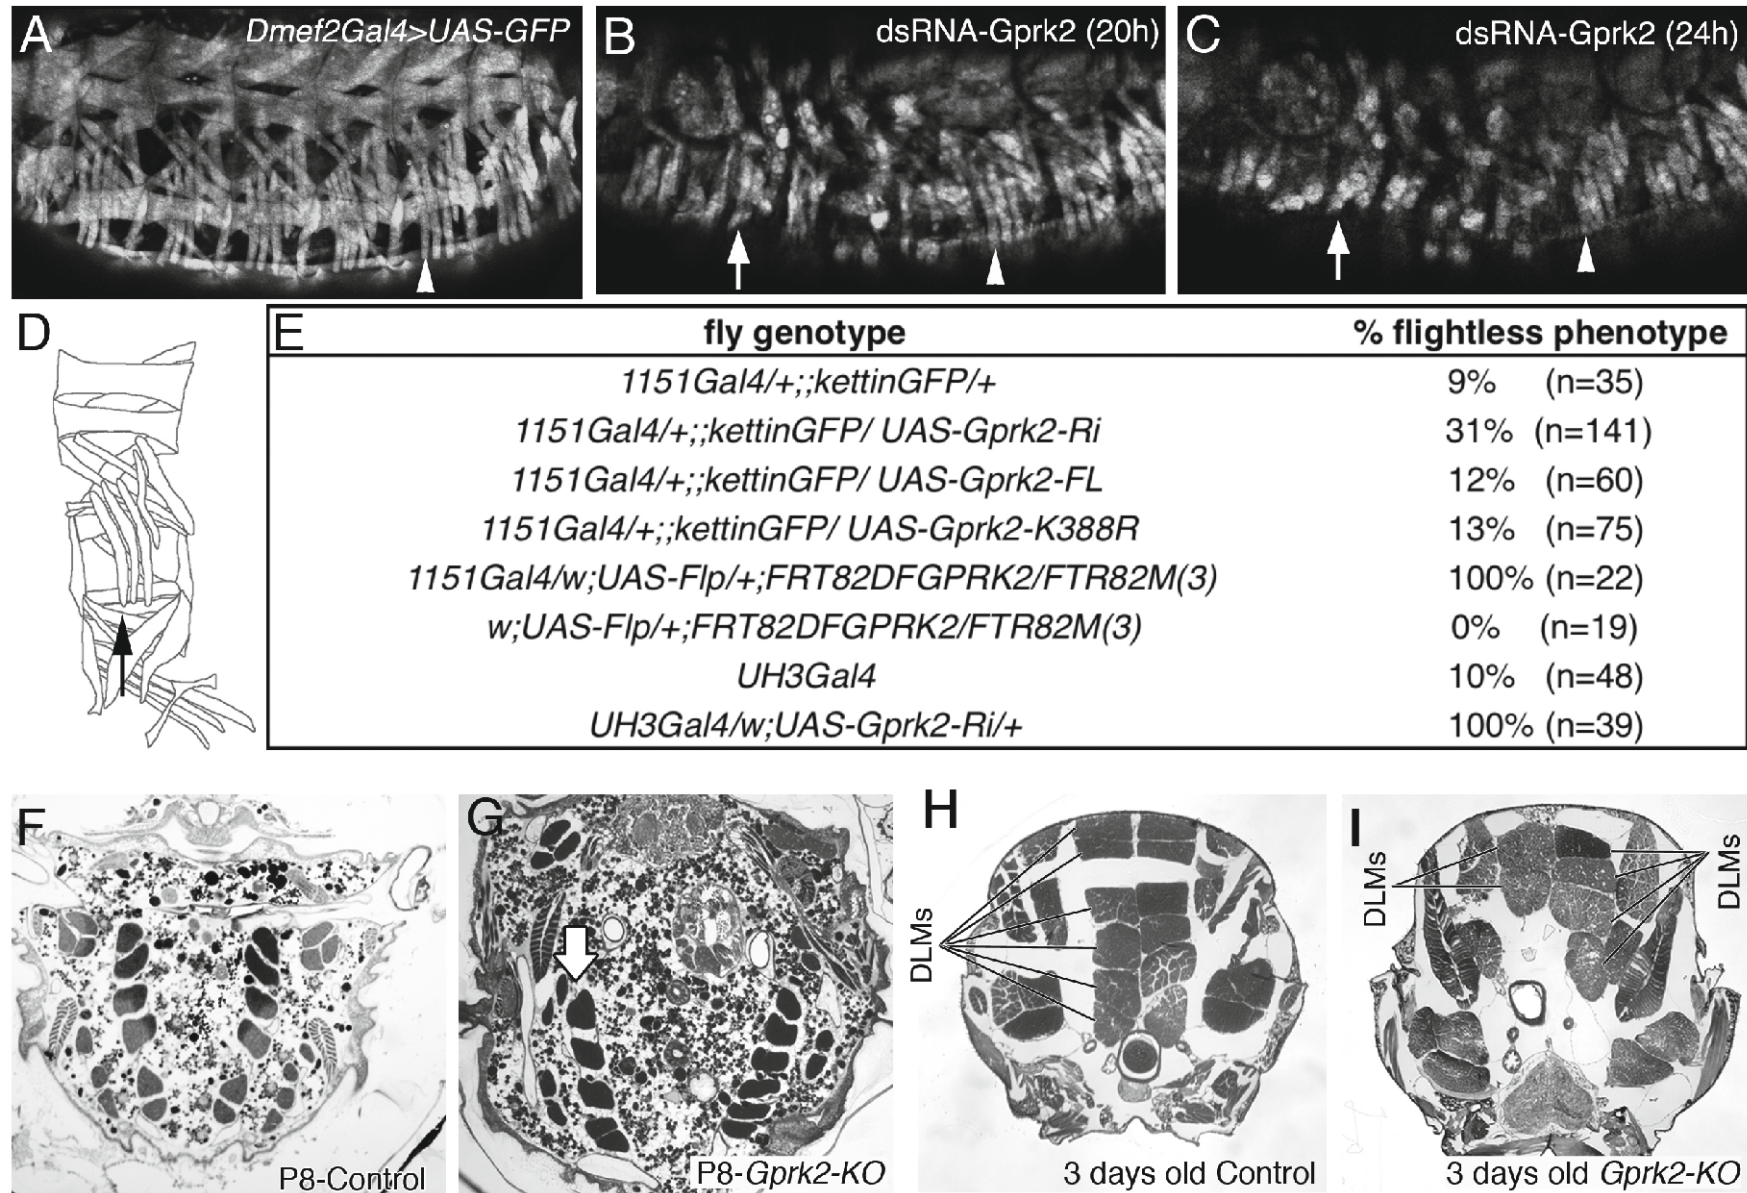 A
Dmef2Gal4>UAS-GFP
B
dsRNA-Gprk2 (20h)
C
dsRNA-Gprk2 (24h)
D
E
fly genotype % flightless phenotype
1151Gal4/+;;kettinGFP/+ 9% (n=35)
1151Gal4/+;;kettinGFP/ UAS-Gprk2-Ri 31% (n=141)
1151Gal4/+;;kettinGFP/ UAS-Gprk2-FL 12% (n=60)
1151Gal4/+;;kettinGFP/ UAS-Gprk2-K388R 13% (n=75)
1151Gal4/w;UAS-Flp/+;FRT82DFGPRK2/FTR82M(3) 100% (n=22)
w;UAS-Flp/+;FRT82DFGPRK2/FTR82M(3) 0% (n=19)
UH3Gal4 10% (n=48)
UH3Gal4/w;UAS-Gprk2-Ri/+ 100% (n=39)
F
P8-Control
G
P8-Gprk2-KO
H
DLMs
3 days old Control
I
DLMs
DLMs
3 days old Gprk2-KO